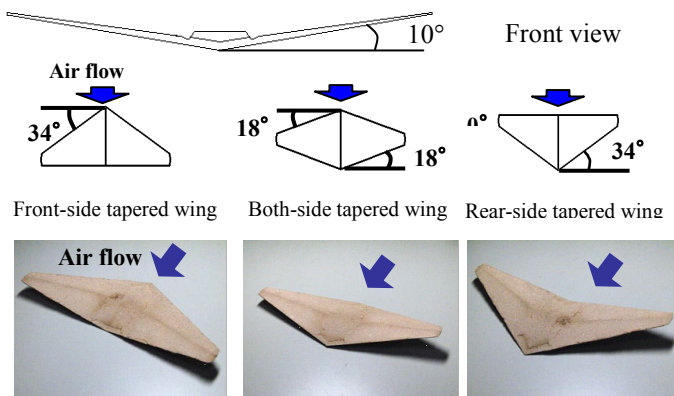 10°
Front view
Air flow
34°
18°
18°
0°
34°
Front-side tapered wing
Both-side tapered wing
Rear-side tapered wing
Air flow